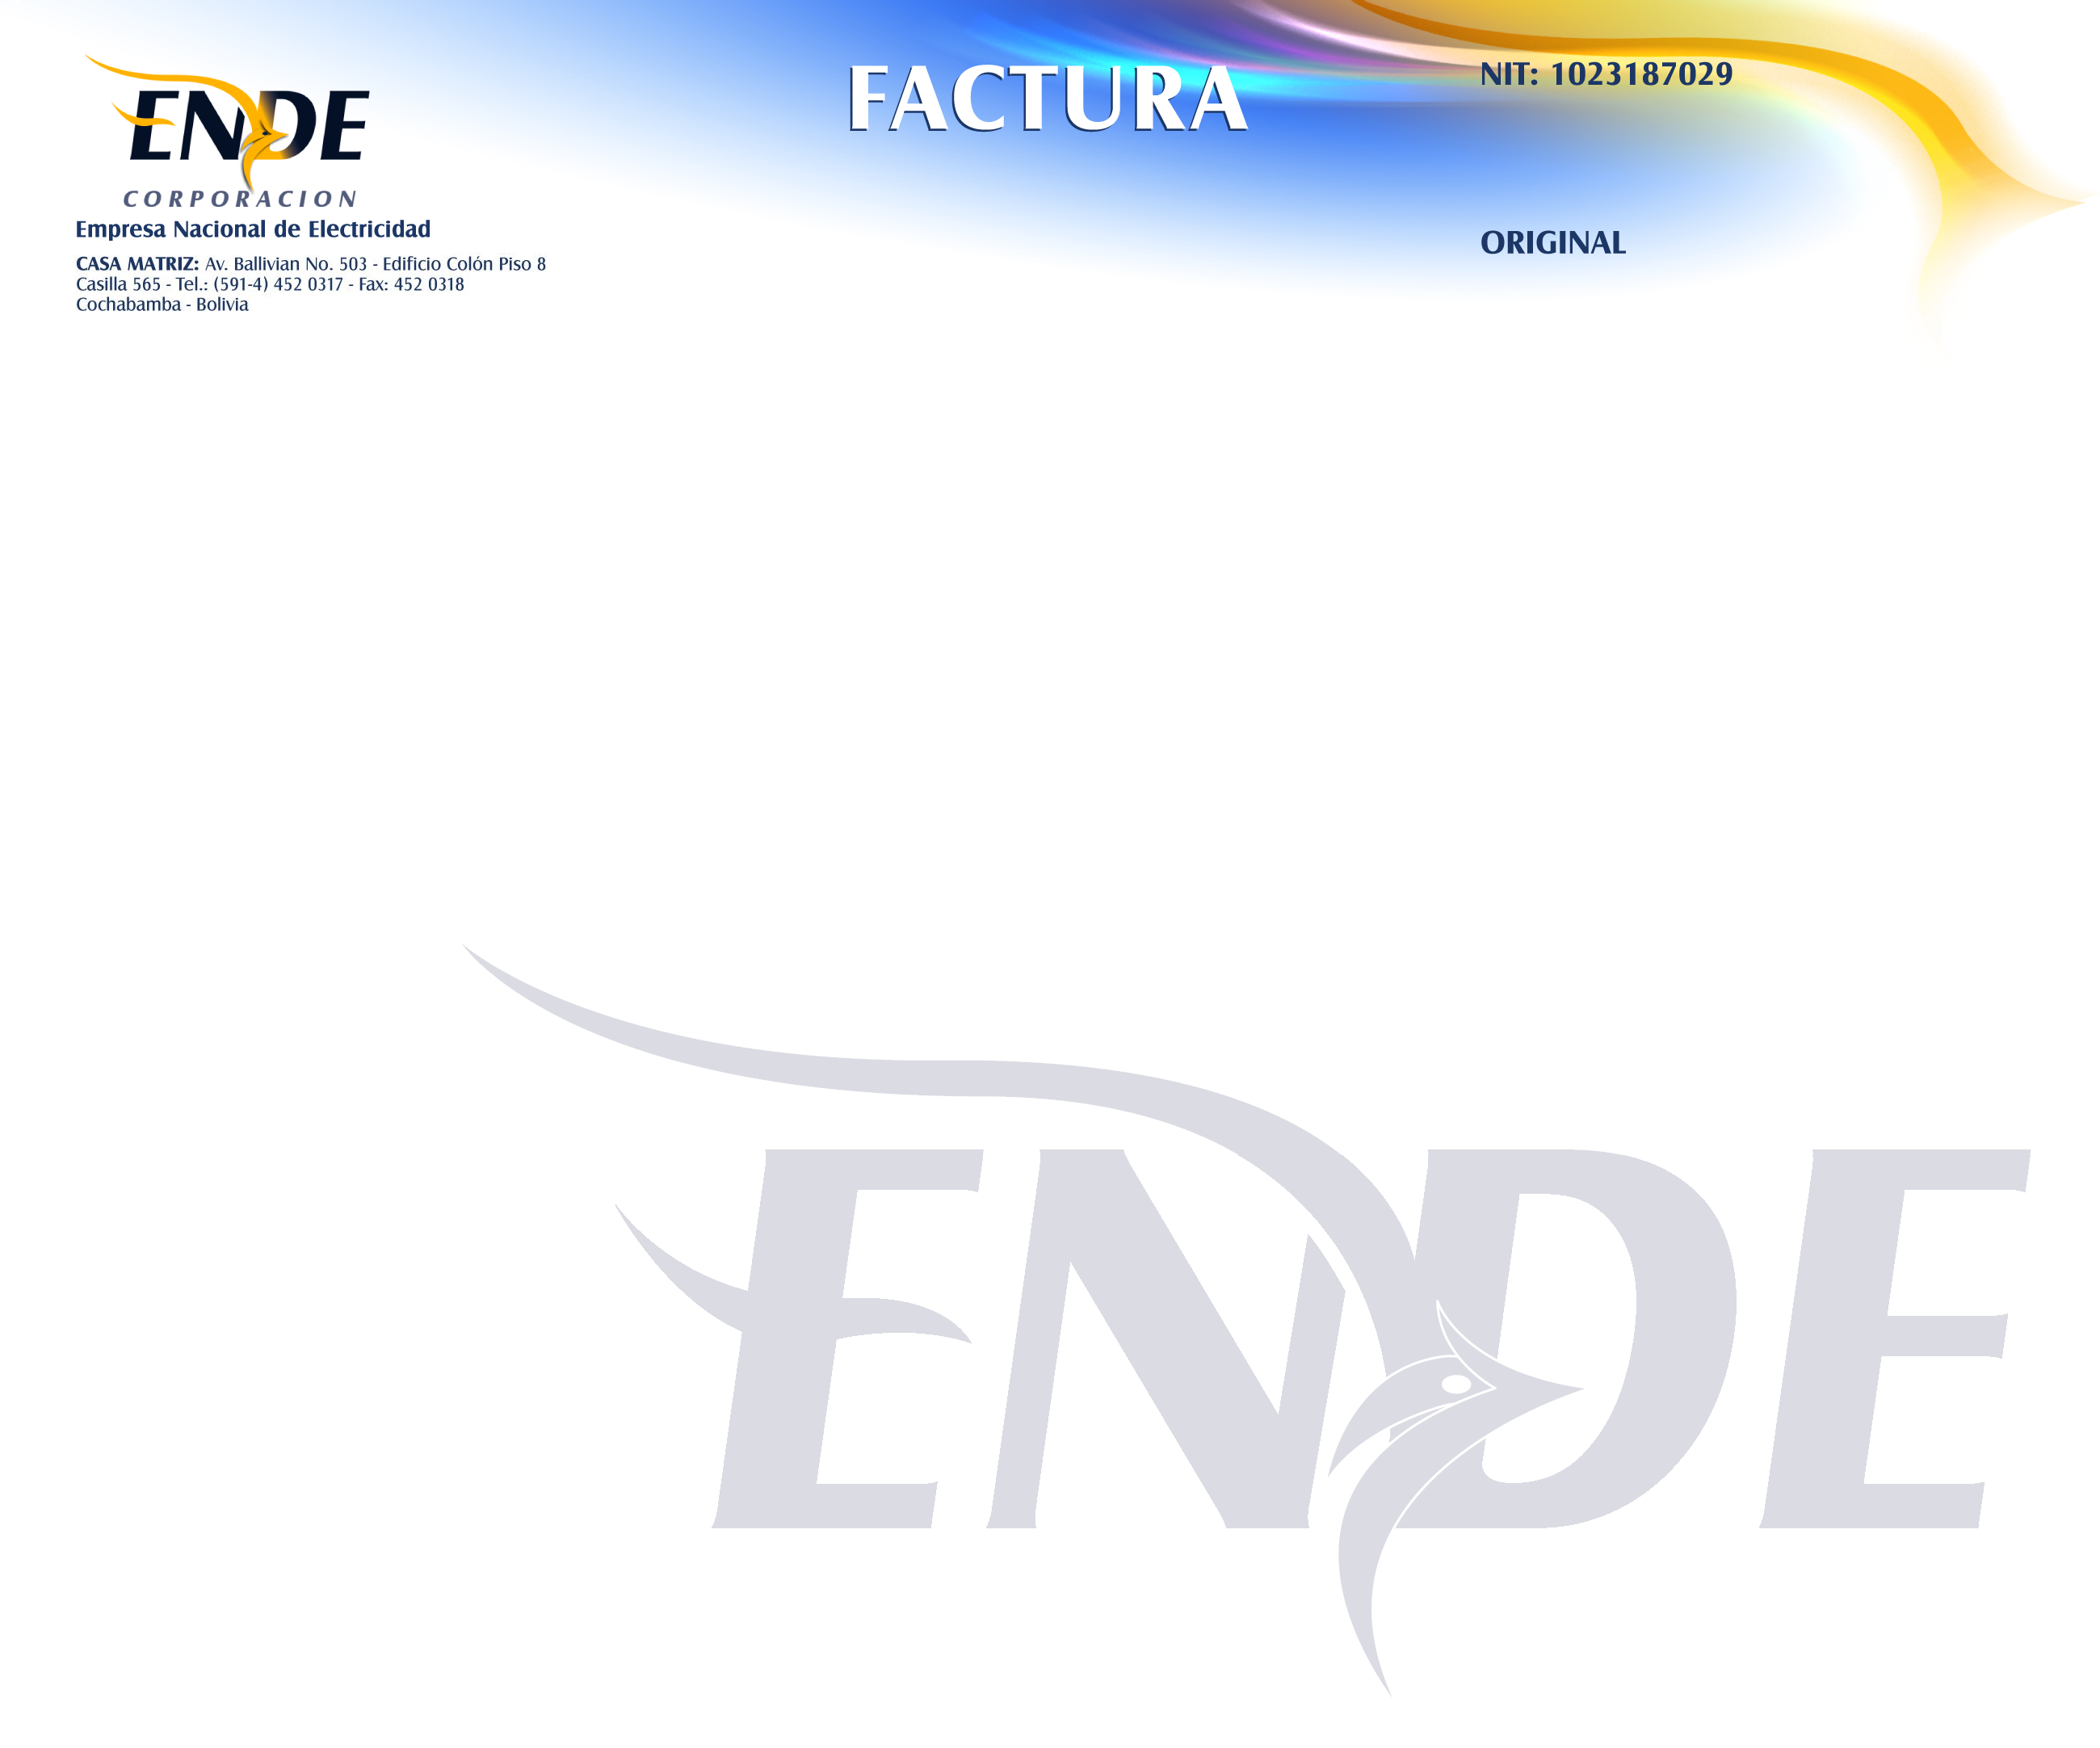 ENDE
CORPORACION
Empresa Nacional de Electricidad
CASA MATRIZ: Av. Ballivian No. 503 - Edificio Colón Piso 8
Casilla 565 - Tel.: (591-4) 452 0317 - Fax: 452 0318
Cochabamba - Bolivia
FACTURA
NIT: 1023187029
ORIGINAL
ENDE